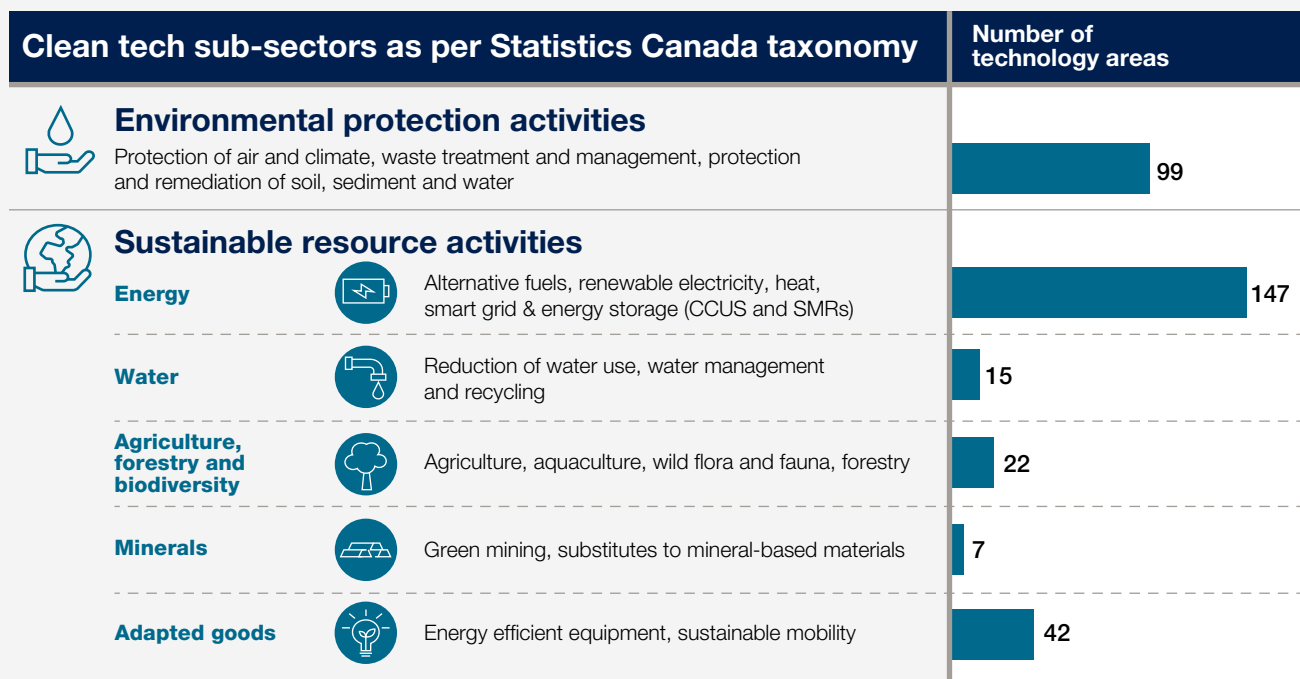 Clean tech sub-sectors as per Statistics Canada taxonomy
Number of
technology areas
Environmental protection activities
Protection of air and climate, waste treatment and management, protection
and remediation of soil, sediment and water
99
Sustainable resource activities
Energy
Alternative fuels, renewable electricity, heat,
smart grid & energy storage (CCUS and SMRs)
147
Water
Reduction of water use, water management
and recycling
15
Agriculture,
forestry and
biodiversity
Agriculture, aquaculture, wild flora and fauna, forestry
22
Minerals
Green mining, substitutes to mineral-based materials
7
Adapted goods
Energy efficient equipment, sustainable mobility
42